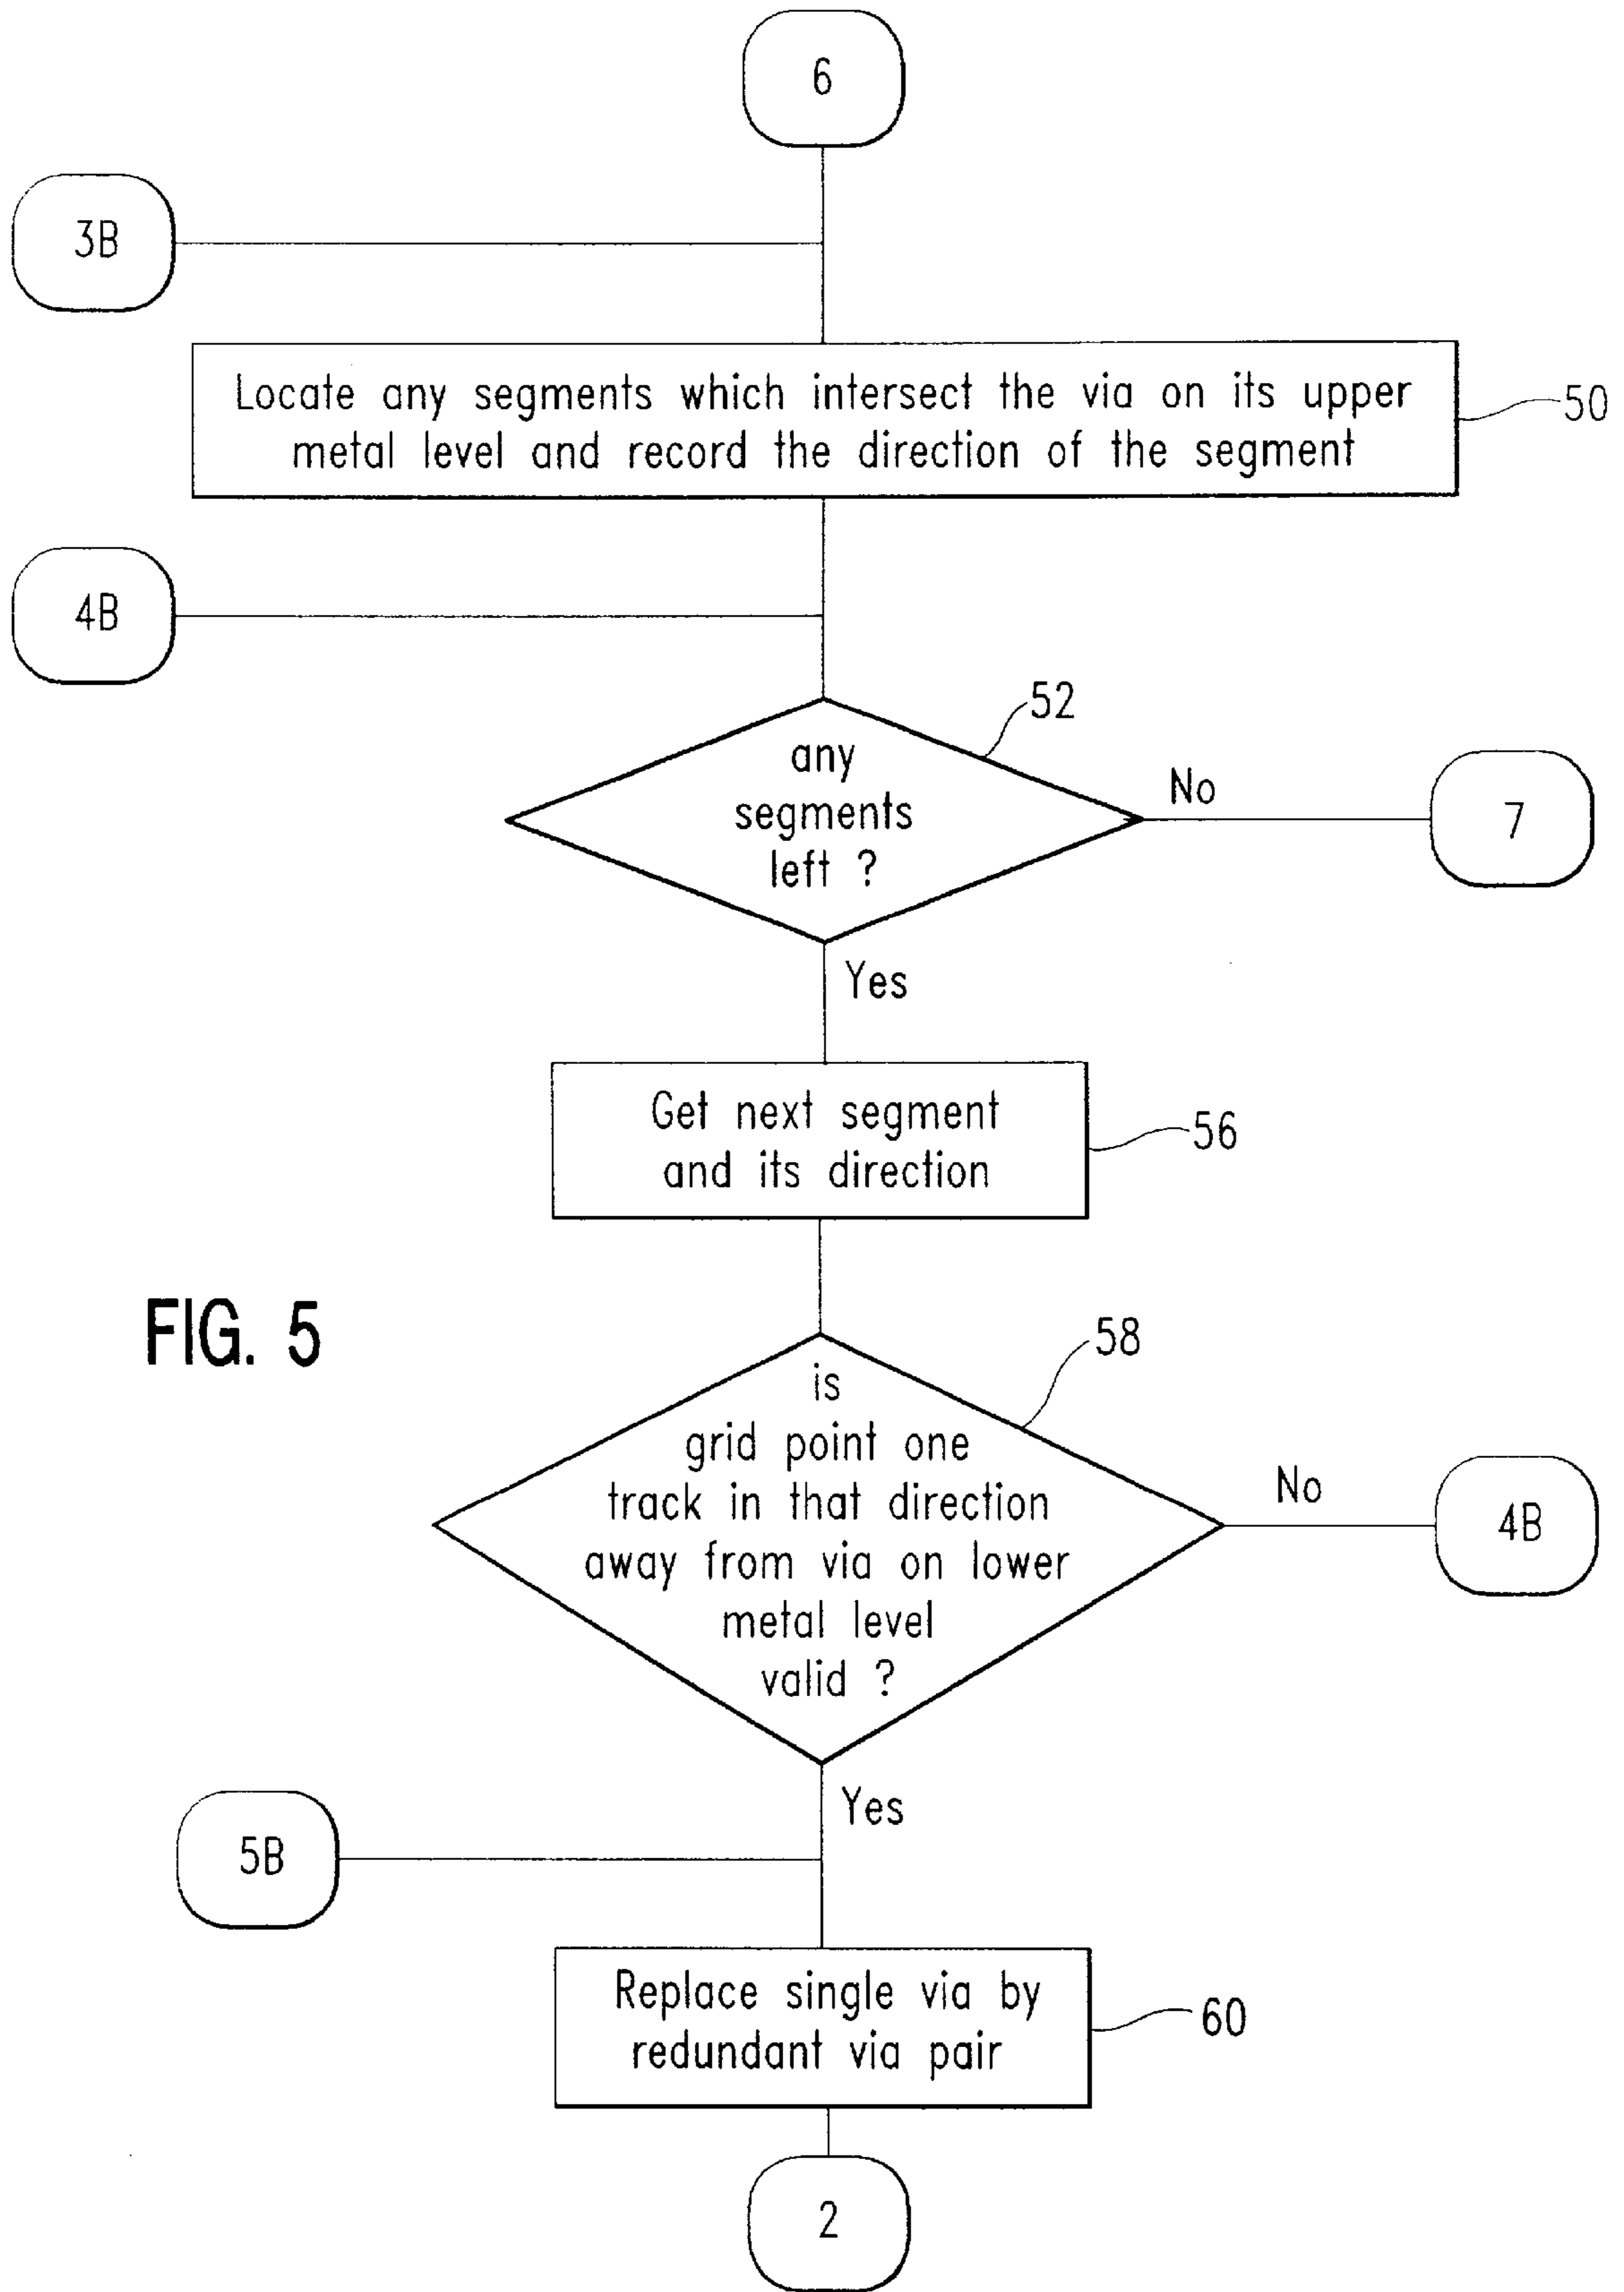 6
3B
Locate any segments which intersect the via on its upper
metal level and record the direction of the segment
50
4B
52
any
segments
left ?
No
7
Yes
Get next segment
and its direction
56
FIG. 5
58
is
grid point one
track in that direction
away from via on lower
metal level
valid ?
No
4B
Yes
5B
Replace single via by
redundant via pair
60
2